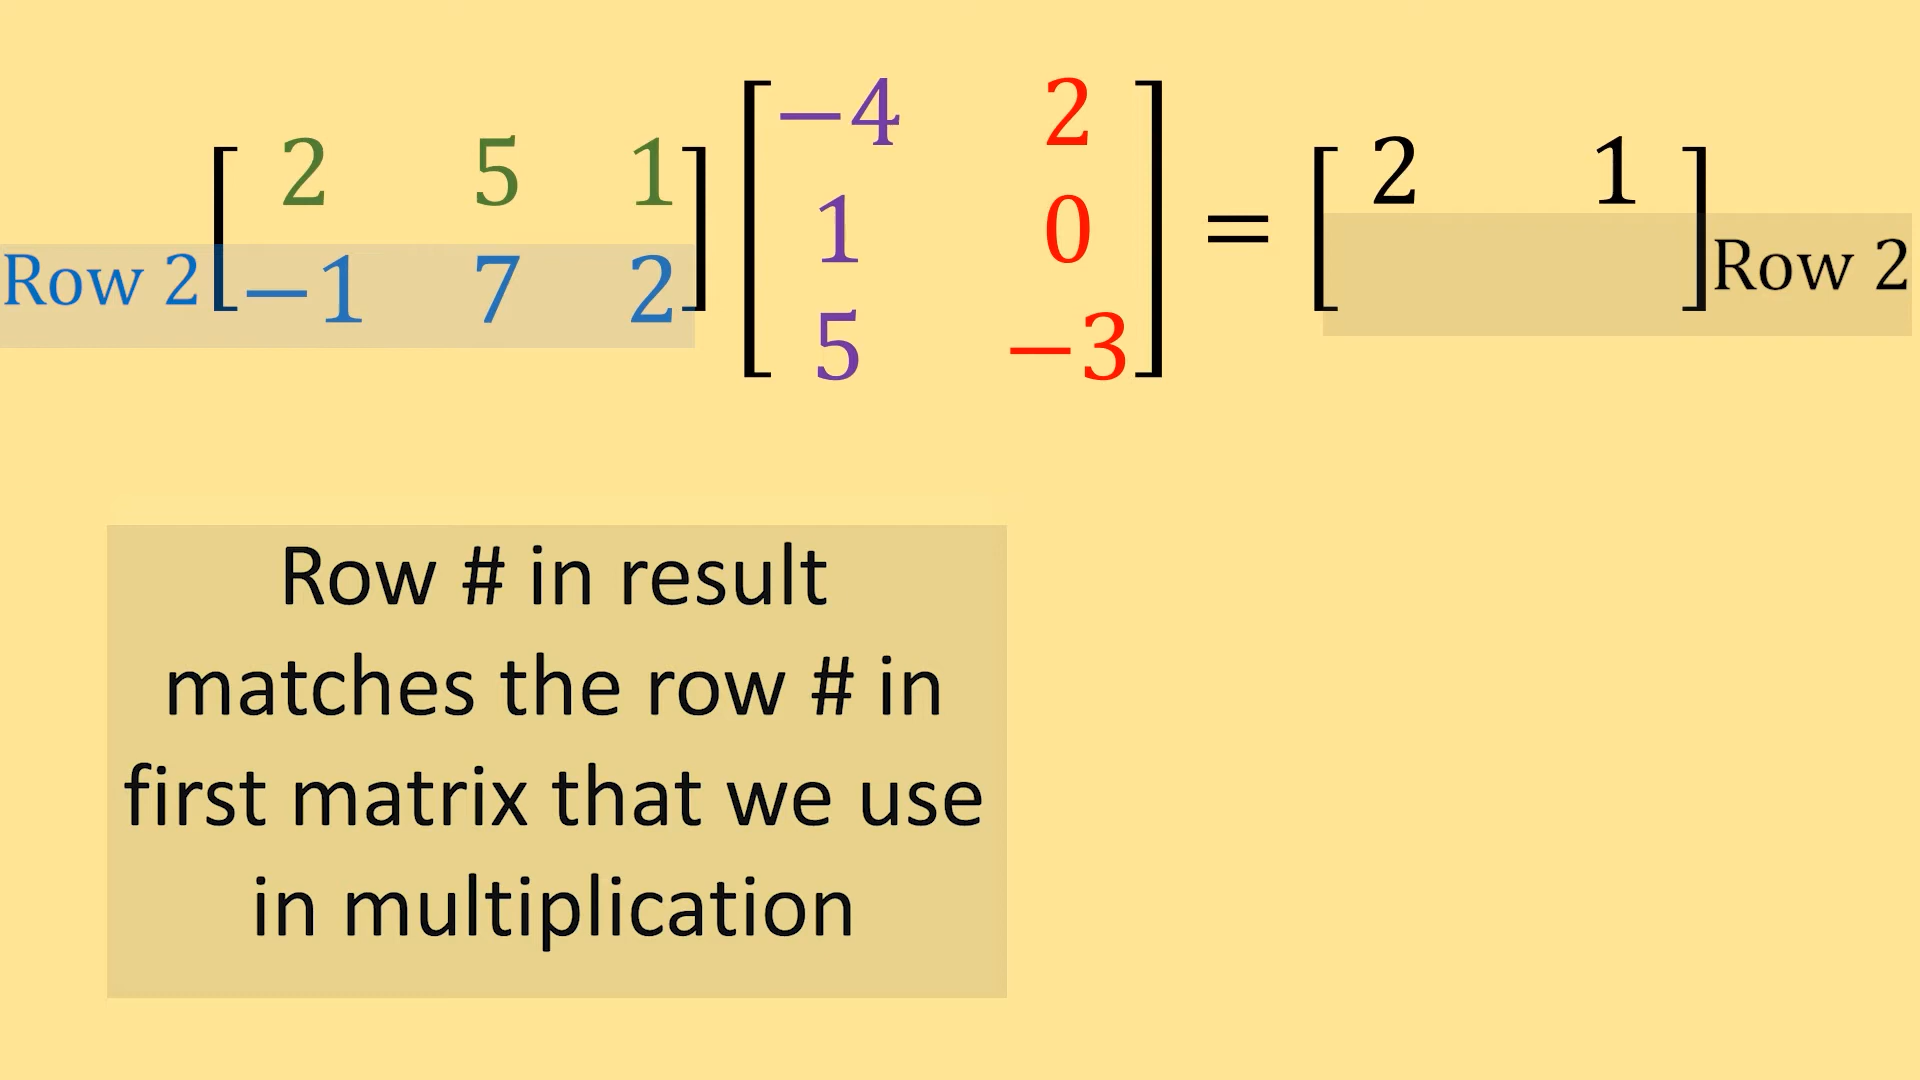 [2 5 1] [−4 2] = [2 1]
Row 2 [−1 7 2] [1 0] [ ] Row 2
[5 −3]
Row # in result
matches the row # in
first matrix that we use
in multiplication